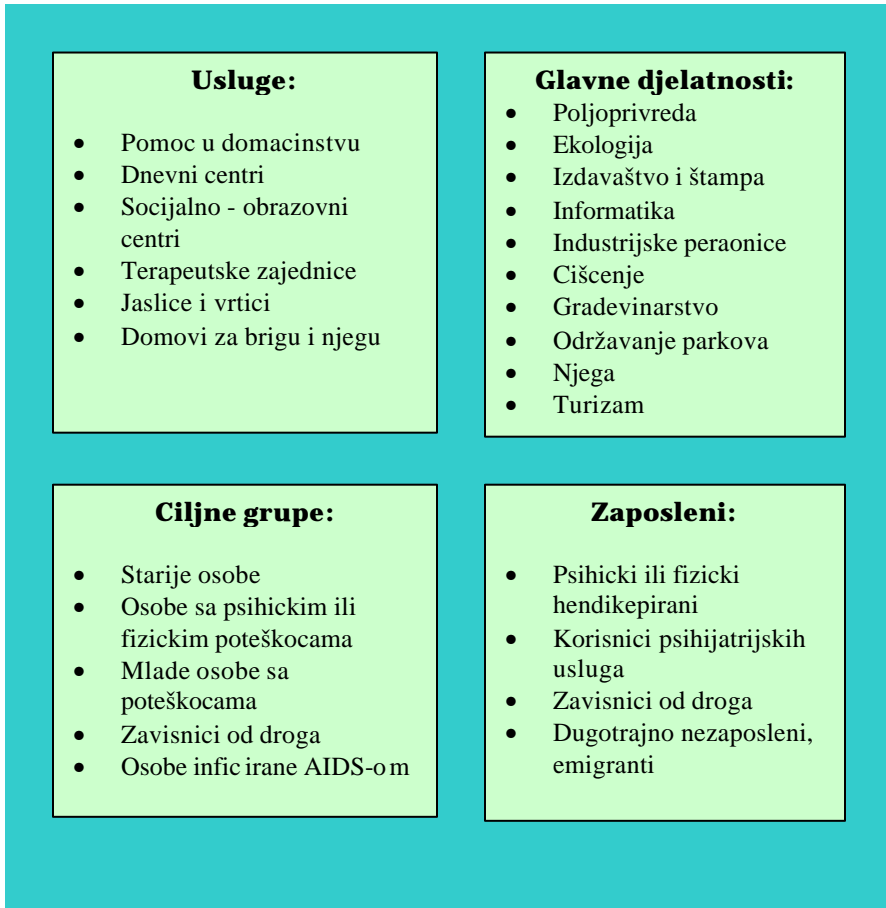 Usluge:
• Pomoc u domacinstvu
• Dnevni centri
• Socijalno - obrazovni
centri
• Terapeutske zajednice
• Jaslice i vrtici
• Domovi za brigu i njegu
Glavne djelatnosti:
• Poljoprivreda
• Ekologija
• Izdavaštvo i štampa
• Informatika
• Industrijske peraonice
• Cišcenje
• Gradevinarstvo
• Održavanje parkova
• Njega
• Turizam
Ciljne grupe:
• Starije osobe
• Osobe sa psihickim ili
fizickim poteškocama
• Mlade osobe sa
poteškocama
• Zavisnici od droga
• Osobe inficirane AIDS-om
Zaposleni:
• Psihicki ili fizicki
hendikepirani
• Korisnici psihijatrijskih
usluga
• Zavisnici od droga
• Dugotrajno nezaposleni,
emigranti